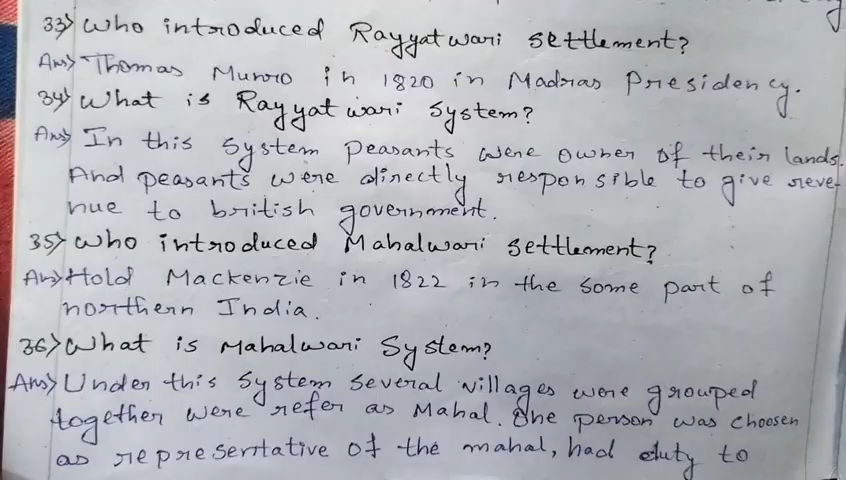 33> Who introduced Rayyatwari settlement?
Ans> Thomas Munro in 1820 in Madras Presidency.
34> What is Rayyatwari system?
Ans> In this system peasants were owner of their lands.
And peasants were directly responsible to give reve-
nue to british government.
35> Who introduced Mahalwari settlement?
Ans> Hold Mackenzie in 1822 in the some part of
northern India.
36> What is Mahalwari System?
Ans> Under this system several villages were grouped
together were refer as Mahal. One person was choosen
as representative of the mahal, had duty to